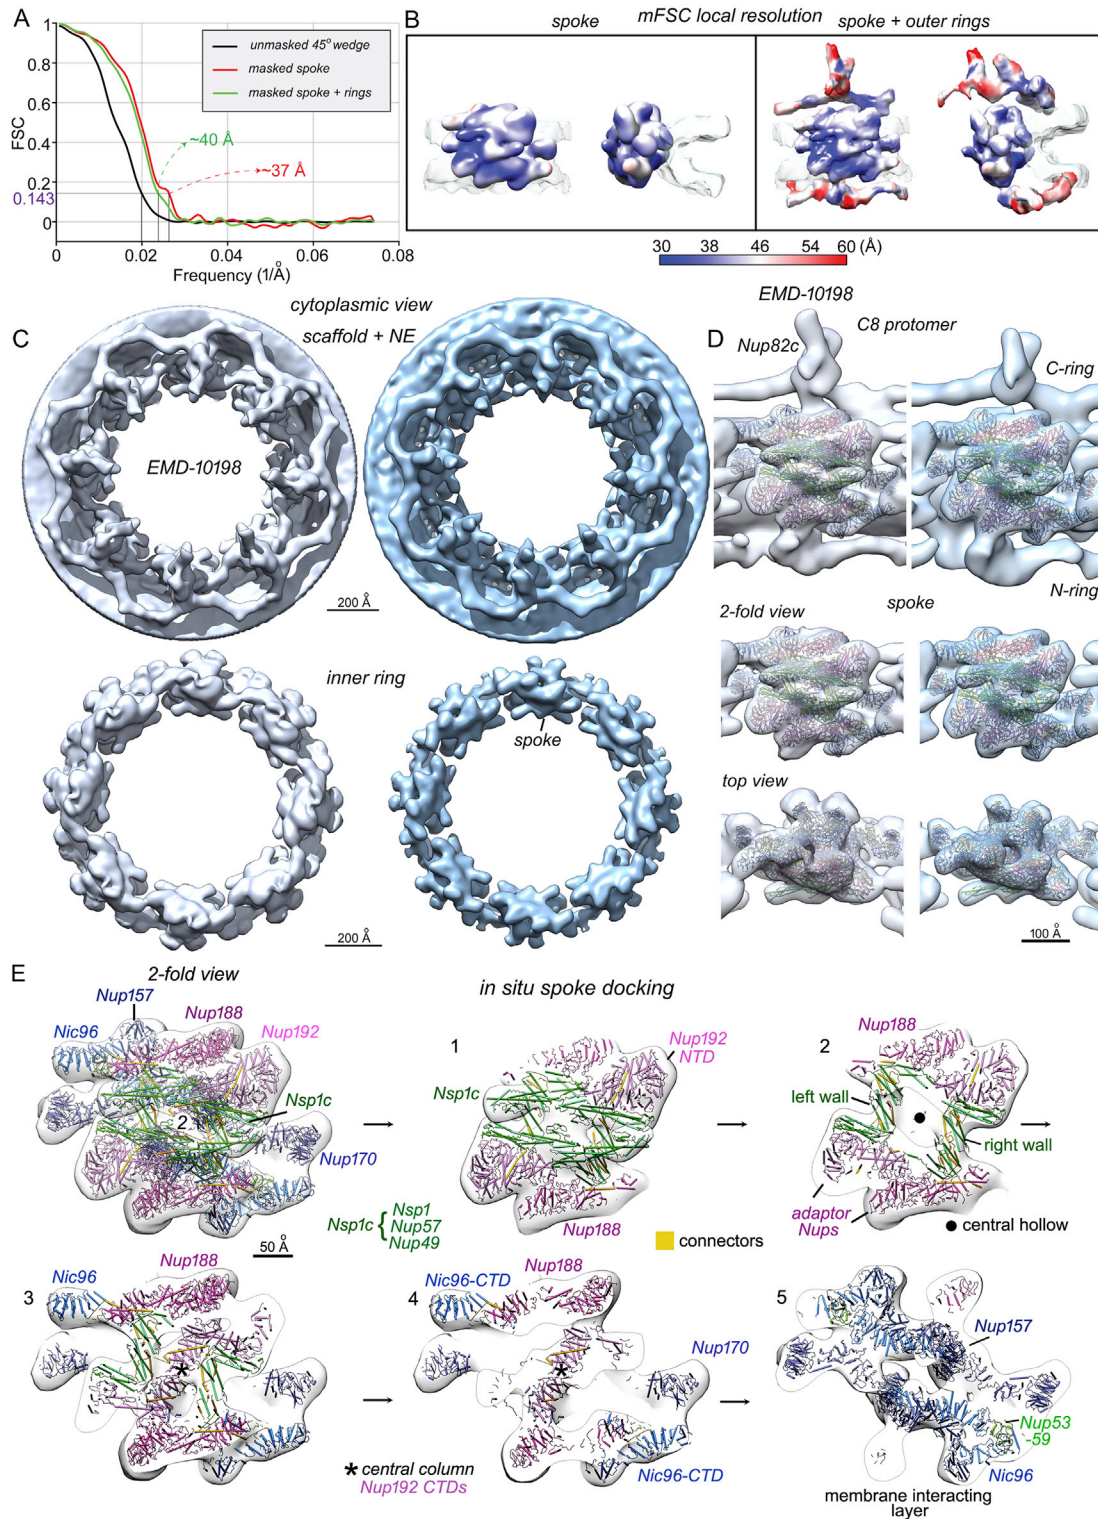 A
1
0.8
0.6
0.4
0.2
0.143
0
FSC
0
0.02
0.04
0.06
0.08
Frequency (1/Å)
unmasked 45° wedge
masked spoke
masked spoke + rings
~40 Å
~37 Å
B
mFSC local resolution
spoke
spoke + outer rings
30 38 46 54 60 (Å)
C
cytoplasmic view
scaffold + NE
EMD-10198
200 Å
inner ring
spoke
200 Å
D
EMD-10198
C8 protomer
Nup82c
C-ring
N-ring
2-fold view
spoke
top view
100 Å
E
2-fold view
in situ spoke docking
Nup157
Nic96
Nup188
Nup192
Nsp1c
2
Nup170
50 Å
Nsp1c { Nsp1
Nup57
Nup49
1
Nup192
NTD
Nsp1c
Nup188
connectors
2
Nup188
left wall
right wall
adaptor
Nups
● central hollow
3
Nic96
Nup188
*
* central column
Nup192 CTDs
4
Nic96-CTD
Nup188
*
Nup170
Nic96-CTD
5
Nup157
Nup53
-59
Nic96
membrane interacting
layer